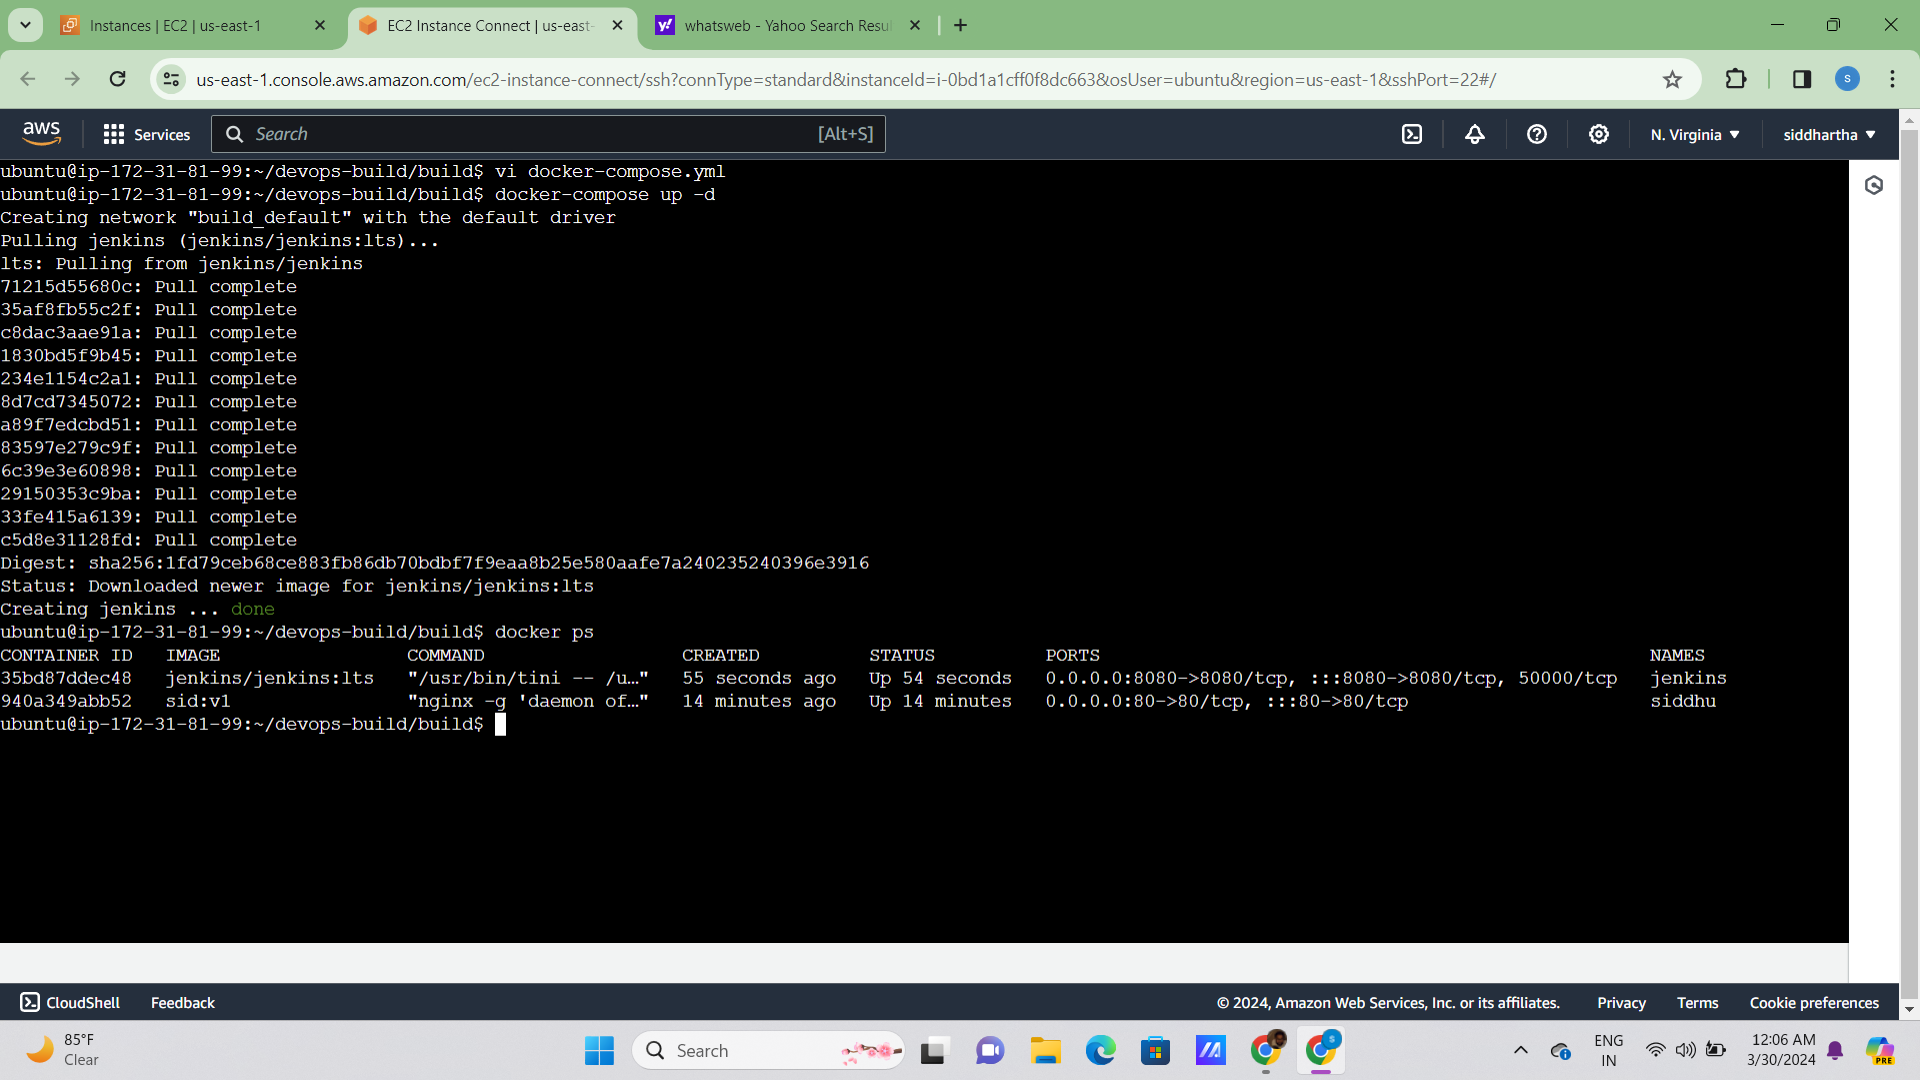 Instances | EC2 | us-east-1
EC2 Instance Connect | us-east-
whatsweb - Yahoo Search Resu
us-east-1.console.aws.amazon.com/ec2-instance-connect/ssh?connType=standard&instanceId=i-0bd1a1cff0f8dc663&osUser=ubuntu&region=us-east-1&sshPort=22#/
S
aws Services Search [Alt+S] N. Virginia siddhartha
ubuntu@ip-172-31-81-99:~/devops-build/build$ vi docker-compose.yml
ubuntu@ip-172-31-81-99:~/devops-build/build$ docker-compose up -d
Creating network "build_default" with the default driver
Pulling jenkins (jenkins/jenkins:lts)...
lts: Pulling from jenkins/jenkins
71215d55680c: Pull complete
35af8fb55c2f: Pull complete
c8dac3aae91a: Pull complete
1830bd5f9b45: Pull complete
234e1154c2a1: Pull complete
8d7cd7345072: Pull complete
a89f7edcbd51: Pull complete
83597e279c9f: Pull complete
6c39e3e60898: Pull complete
29150353c9ba: Pull complete
33fe415a6139: Pull complete
c5d8e31128fd: Pull complete
Digest: sha256:1fd79ceb68ce883fb86db70bdbf7f9eaa8b25e580aafe7a240235240396e3916
Status: Downloaded newer image for jenkins/jenkins:lts
Creating jenkins ... done
ubuntu@ip-172-31-81-99:~/devops-build/build$ docker ps
CONTAINER ID IMAGE COMMAND CREATED STATUS PORTS NAMES
35bd87ddec48 jenkins/jenkins:lts "/usr/bin/tini -- /u…" 55 seconds ago Up 54 seconds 0.0.0.0:8080->8080/tcp, :::8080->8080/tcp, 50000/tcp jenkins
940a349abb52 sid:v1 "nginx -g 'daemon of…" 14 minutes ago Up 14 minutes 0.0.0.0:80->80/tcp, :::80->80/tcp siddhu
ubuntu@ip-172-31-81-99:~/devops-build/build$
CloudShell Feedback © 2024, Amazon Web Services, Inc. or its affiliates. Privacy Terms Cookie preferences
85°F
Clear
Search
ENG
IN
12:06 AM
3/30/2024
PRE